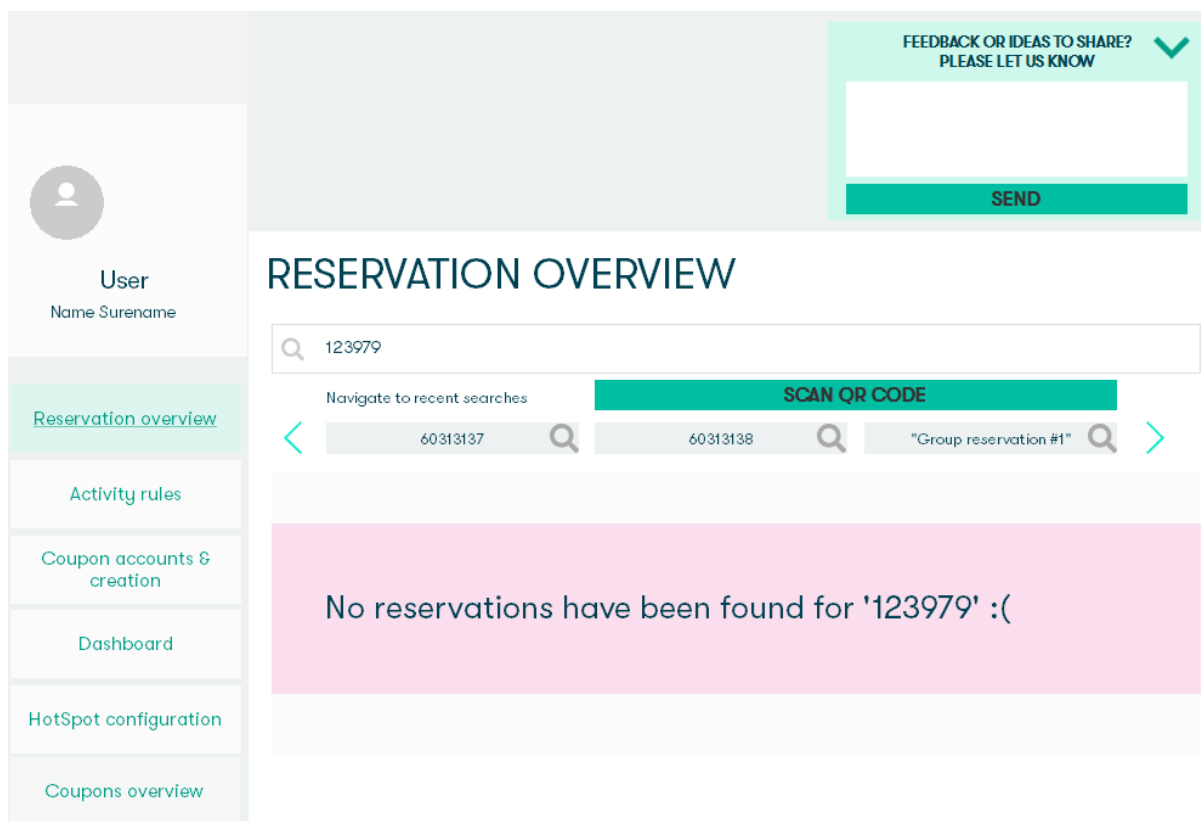 FEEDBACK OR IDEAS TO SHARE?
PLEASE LET US KNOW
SEND
User
Name Surename
Reservation overview
Activity rules
Coupon accounts &
creation
Dashboard
HotSpot configuration
Coupons overview
RESERVATION OVERVIEW
123979
Navigate to recent searches
SCAN QR CODE
60313137
60313138
"Group reservation #1"
No reservations have been found for '123979' :(